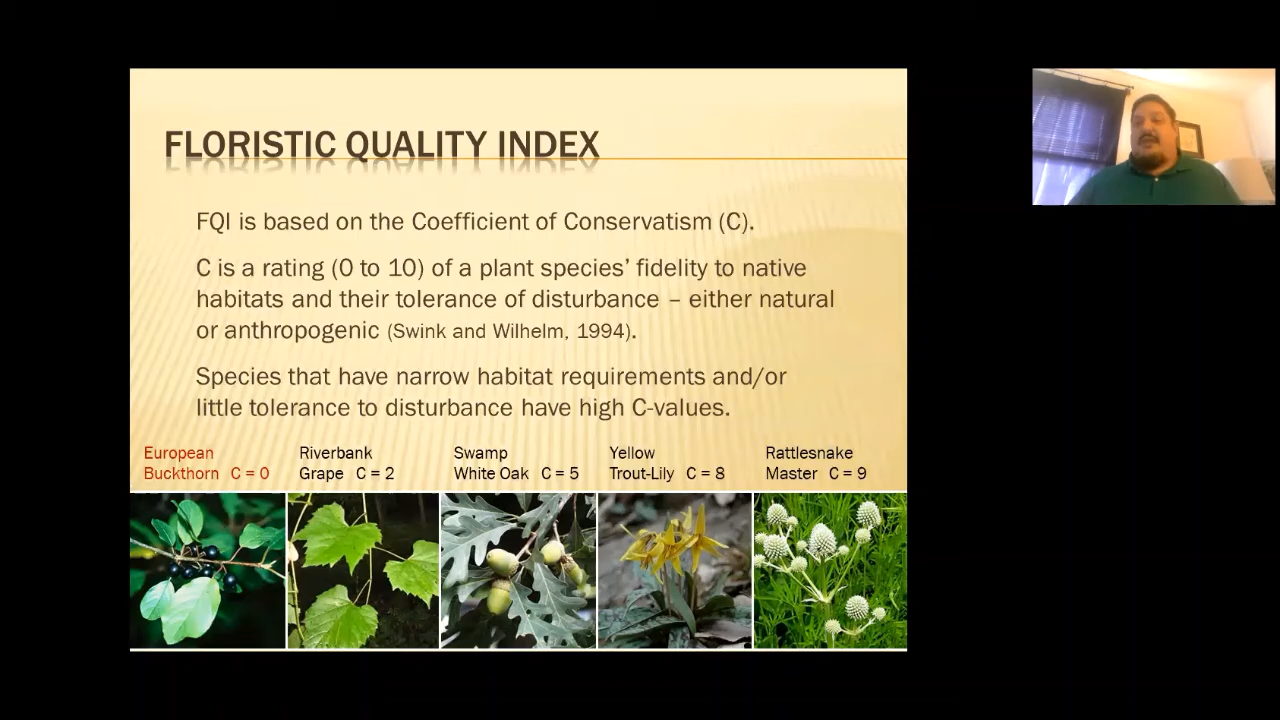 FLORISTIC QUALITY INDEX
FQI is based on the Coefficient of Conservatism (C).
C is a rating (0 to 10) of a plant species’ fidelity to native
habitats and their tolerance of disturbance – either natural
or anthropogenic (Swink and Wilhelm, 1994).
Species that have narrow habitat requirements and/or
little tolerance to disturbance have high C-values.
European
Buckthorn C = 0
Riverbank
Grape C = 2
Swamp
White Oak C = 5
Yellow
Trout-Lily C = 8
Rattlesnake
Master C = 9